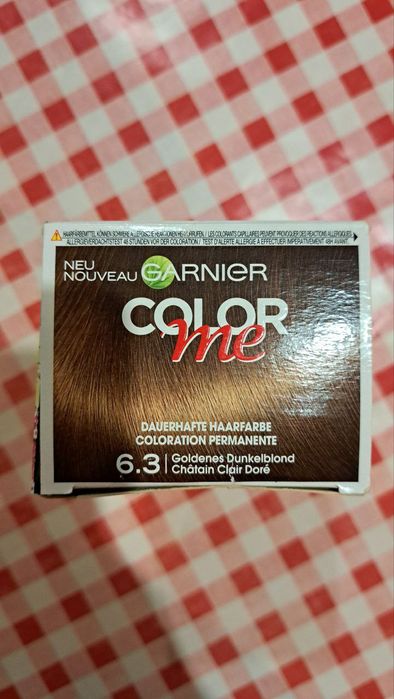 HAARFÄRBEMITTEL KÖNNEN SCHWERE ALLERGISCHE REAKTIONEN HERVORRUFEN. / LES COLORANTS CAPILLAIRES PEUVENT PROVOQUER DES RÉACTIONS ALLERGIQUES
ALLERGIEVERDACHTSTEST 48 STUNDEN VOR DER COLORATION / TEST D'ALERTE ALLERGIE A EFFECTUER IMPÉRATIVEMENT 48H AVANT.
NEU
NOUVEAU GARNIER
COLOR
me
DAUERHAFTE HAARFARBE
COLORATION PERMANENTE
6.3 Goldenes Dunkelblond
Châtain Clair Doré